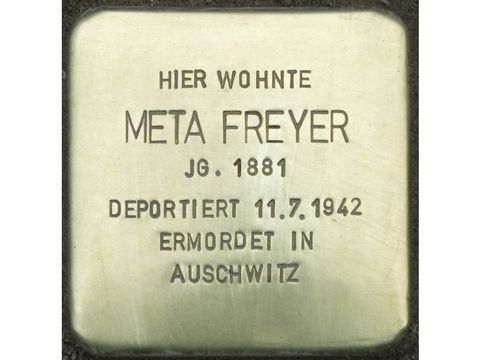 HIER WOHNTE
META FREYER
JG. 1881
DEPORTIERT 11.7.1942
ERMORDET IN
AUSCHWITZ